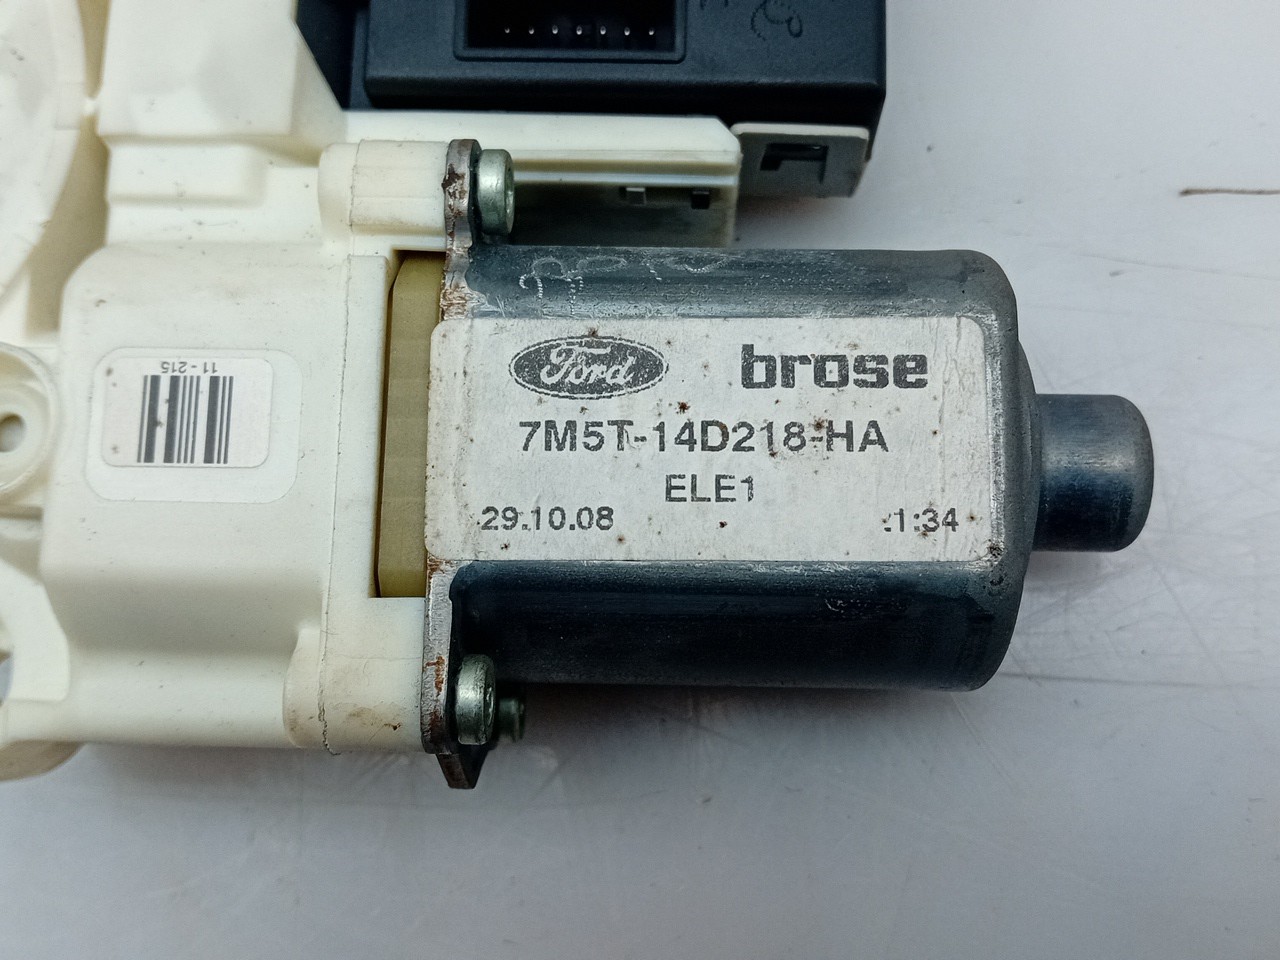 Ford brose
7M5T-14D218-HA
ELE1
29.10.08 :1:34
11-215